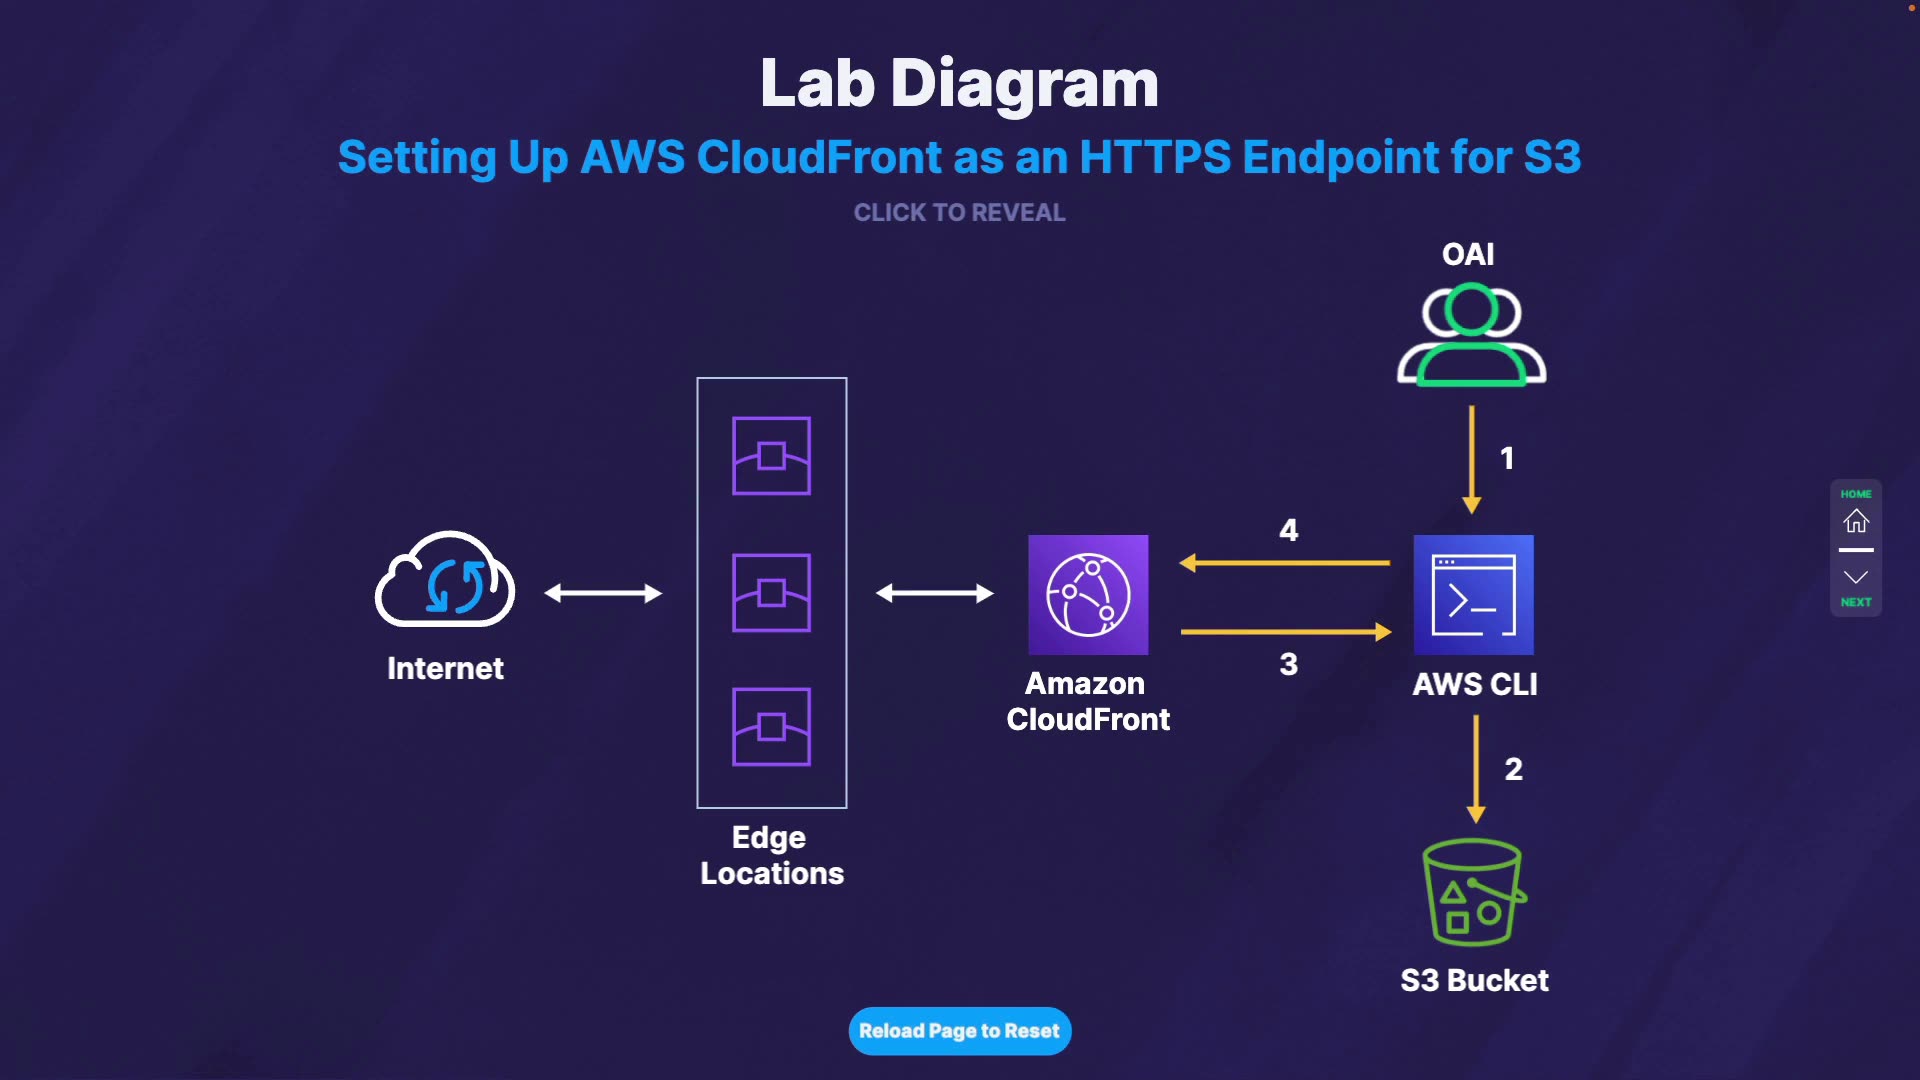 Lab Diagram
Setting Up AWS CloudFront as an HTTPS Endpoint for S3
CLICK TO REVEAL
OAI
1
4
3
Internet
Amazon
CloudFront
AWS CLI
2
Edge
Locations
S3 Bucket
HOME
NEXT
Reload Page to Reset